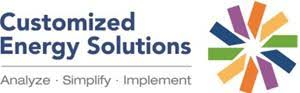 Customized
Energy Solutions
Analyze · Simplify · Implement